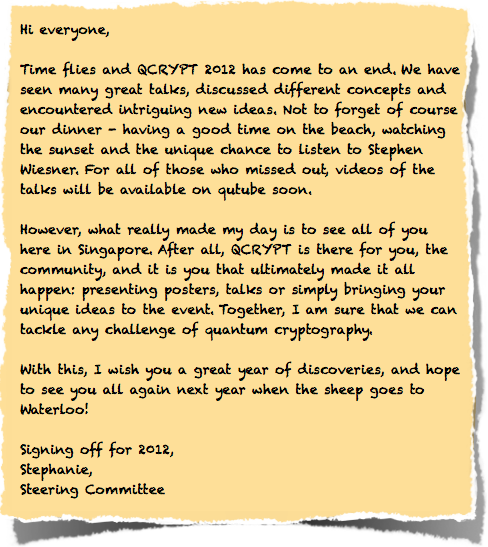 Hi everyone,
Time flies and QCRYPT 2012 has come to an end. We have
seen many great talks, discussed different concepts and
encountered intriguing new ideas. Not to forget of course
our dinner - having a good time on the beach, watching
the sunset and the unique chance to listen to Stephen
Wiesner. For all of those who missed out, videos of the
talks will be available on qutube soon.
However, what really made my day is to see all of you
here in Singapore. After all, QCRYPT is there for you, the
community, and it is you that ultimately made it all
happen: presenting posters, talks or simply bringing your
unique ideas to the event. Together, I am sure that we can
tackle any challenge of quantum cryptography.
With this, I wish you a great year of discoveries, and hope
to see you all again next year when the sheep goes to
Waterloo!
Signing off for 2012,
Stephanie,
Steering Committee